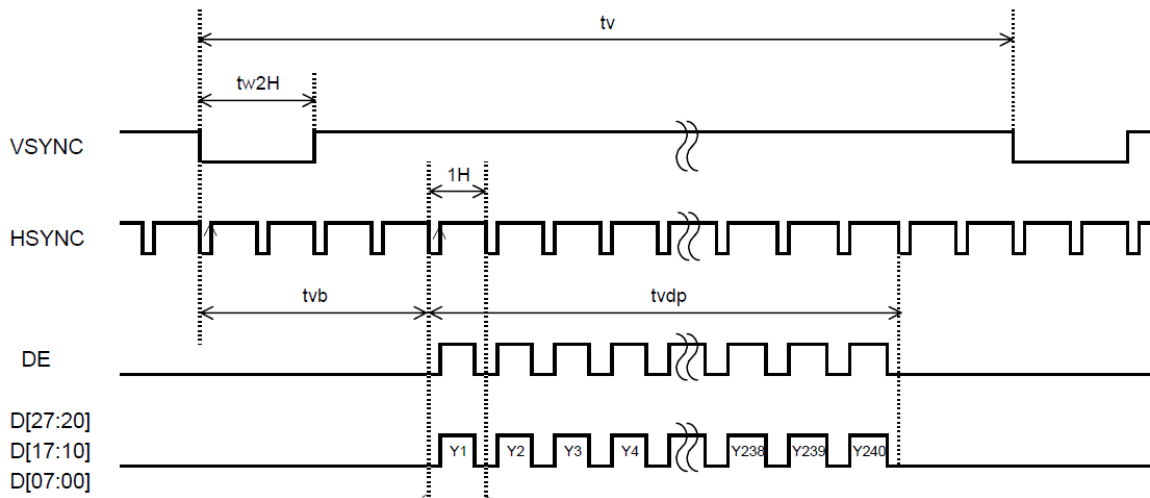 tv
tw2H
VSYNC
1H
HSYNC
tvb
tvdp
DE
D[27:20]
D[17:10]
D[07:00]
Y1 Y2 Y3 Y4 Y238 Y239 Y240